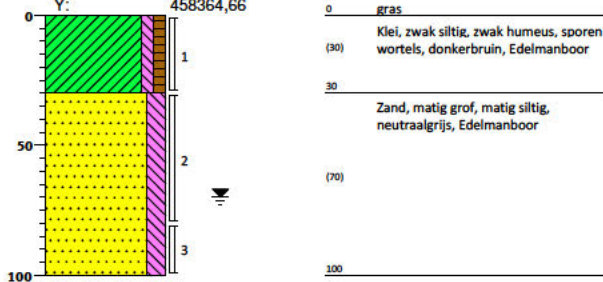 Y: 458364,66
0
50
100
1
2
3
0 gras
Klei, zwak siltig, zwak humeus, sporen
(30) wortels, donkerbruin, Edelmanboor
30
Zand, matig grof, matig siltig,
neutraalgrijs, Edelmanboor
(70)
100